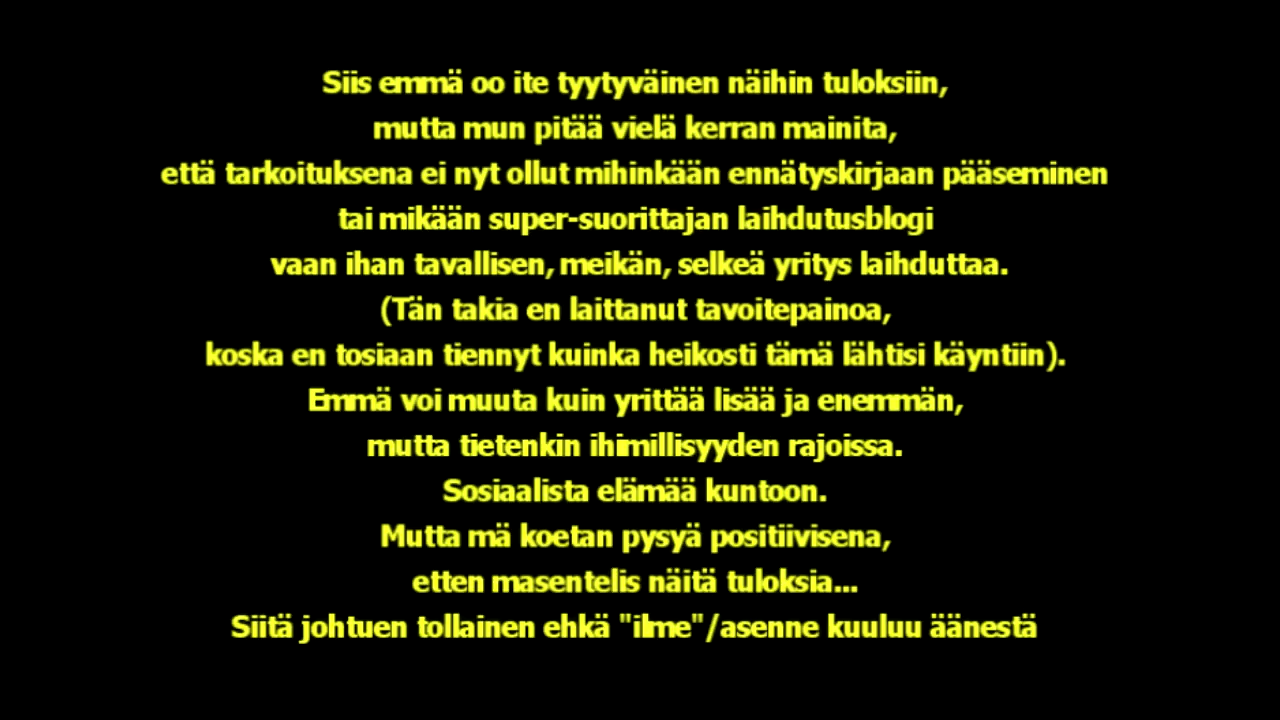 Siis emmä oo ite tyytyväinen näihin tuloksiin,
mutta mun pitää vielä kerran mainita,
että tarkoituksena ei nyt ollut mihinkään ennätyskirjaan pääseminen
tai mikään super-suorittajan laihdutusblogi
vaan ihan tavallisen, meikän, selkeä yritys laihduttaa.
(Tän takia en laittanut tavoitepainoa,
koska en tosiaan tiennyt kuinka heikosti tämä lähtisi käyntiin).
Emmä voi muuta kuin yrittää lisää ja enemmän,
mutta tietenkin ihimillisyyden rajoissa.
Sosiaalista elämää kuntoon.
Mutta mä koetan pysyä positiivisena,
etten masentelis näitä tuloksia...
Siitä johtuen tollainen ehkä "ilme"/asenne kuuluu äänestä